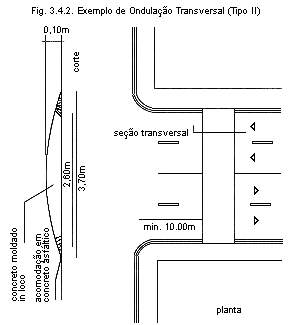 Fig. 3.4.2. Exemplo de Ondulação Transversal (Tipo II)
0,10m
corte
2,60m
3,70m
concreto moldado
in loco
acomodação em
concreto asfáltico
seção transversal
min. 10.00m
planta